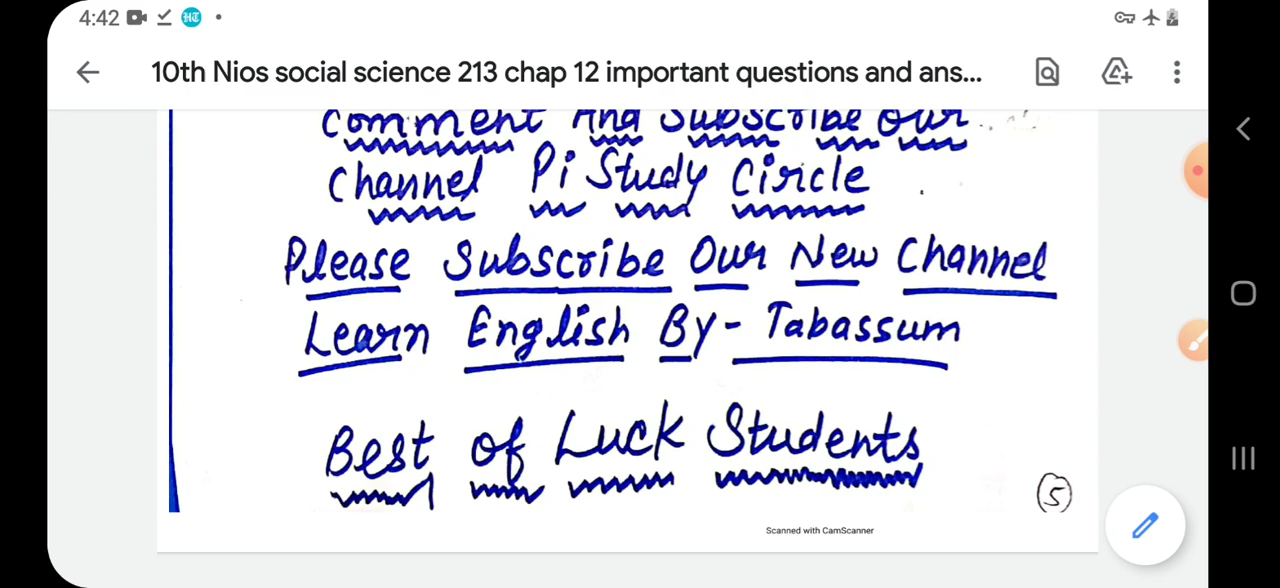 4:42
10th Nios social science 213 chap 12 important questions and ans...
Comment And Subscribe Our
Channel Pi Study Circle
Please Subscribe Our New Channel
Learn English By- Tabassum
Best of Luck Students
5
Scanned with CamScanner